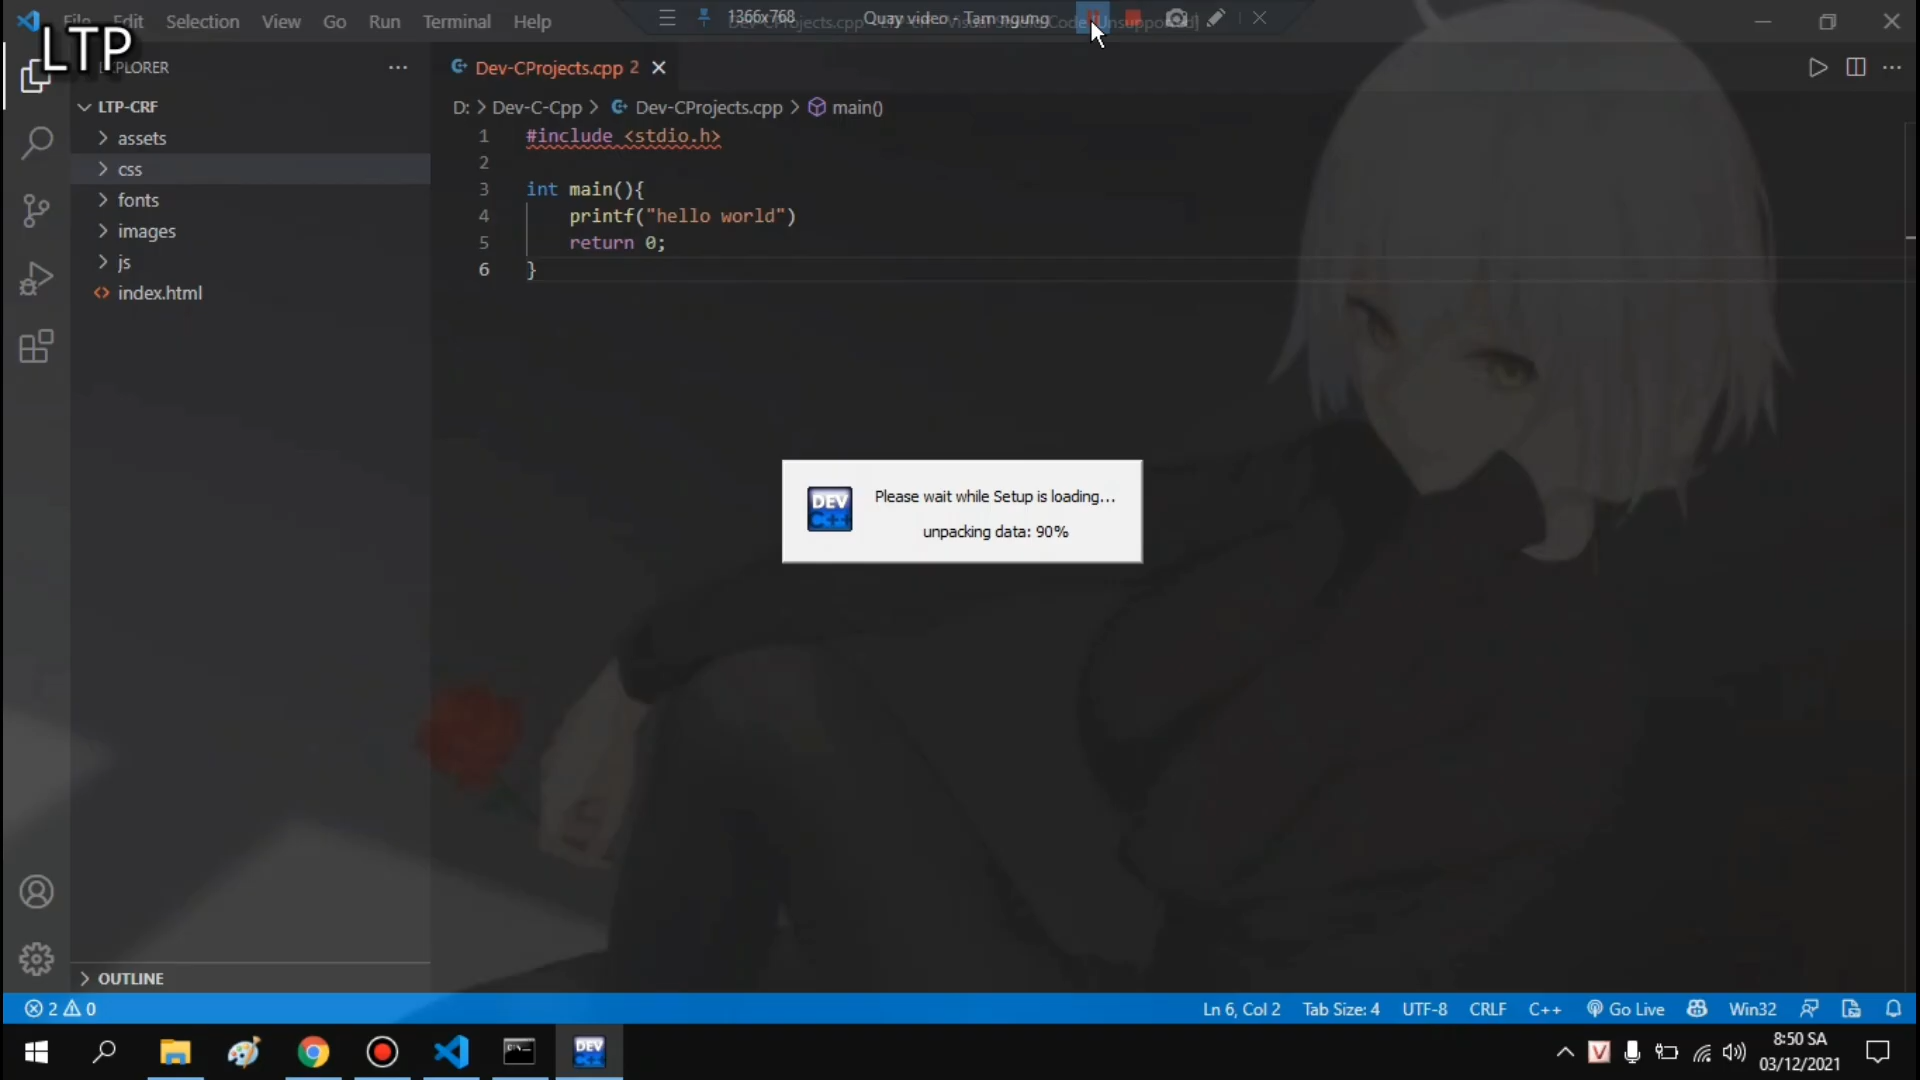 File Edit Selection View Go Run Terminal Help
1366x768 Quay video - Tạm ngưng
LTP
EXPLORER
Dev-CProjects.cpp 2
LTP-CRF
D: > Dev-C-Cpp > Dev-CProjects.cpp > main()
assets
css
fonts
images
js
index.html
1 #include <stdio.h>
2
3 int main(){
4 printf("hello world")
5 return 0;
6 }
DEV C++
Please wait while Setup is loading...
unpacking data: 90%
OUTLINE
2 0 Ln 6, Col 2 Tab Size: 4 UTF-8 CRLF C++ Go Live Win32
DEV C++
V
8:50 SA
03/12/2021